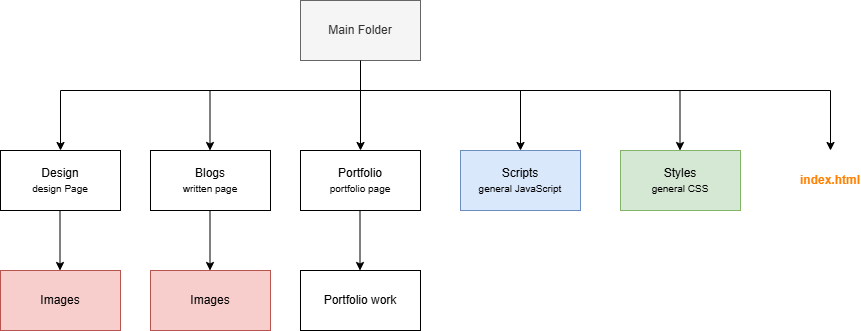 Main Folder
Design
design Page
Blogs
written page
Portfolio
portfolio page
Scripts
general JavaScript
Styles
general CSS
index.html
Images
Images
Portfolio work